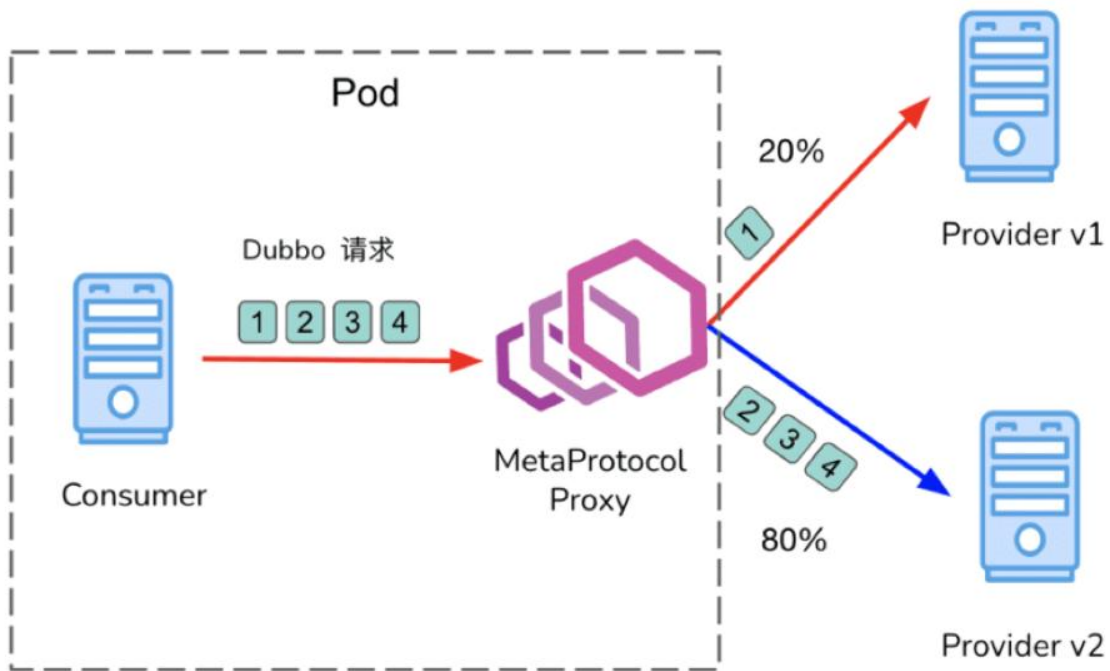 Pod
20%
1
Provider v1
Dubbo 请求
1 2 3 4
Consumer
MetaProtocol
Proxy
2 3 4
80%
Provider v2